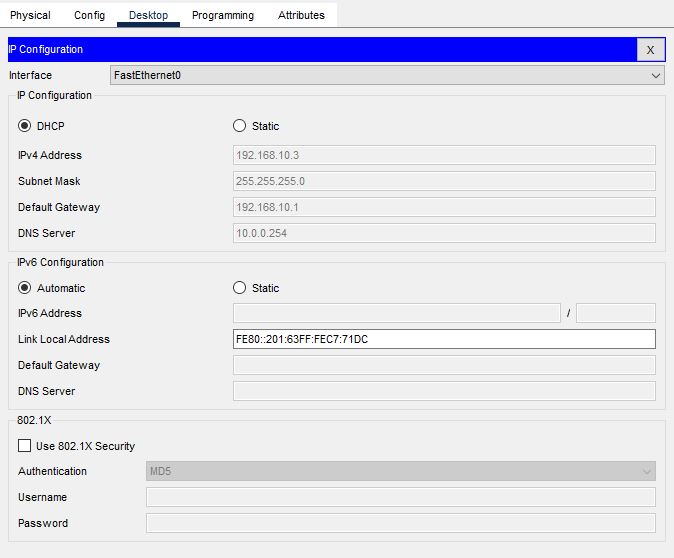 Physical Config Desktop Programming Attributes
IP Configuration X
Interface FastEthernet0
IP Configuration
DHCP Static
IPv4 Address 192.168.10.3
Subnet Mask 255.255.255.0
Default Gateway 192.168.10.1
DNS Server 10.0.0.254
IPv6 Configuration
Automatic Static
IPv6 Address /
Link Local Address FE80::201:63FF:FEC7:71DC
Default Gateway
DNS Server
802.1X
Use 802.1X Security
Authentication MD5
Username
Password